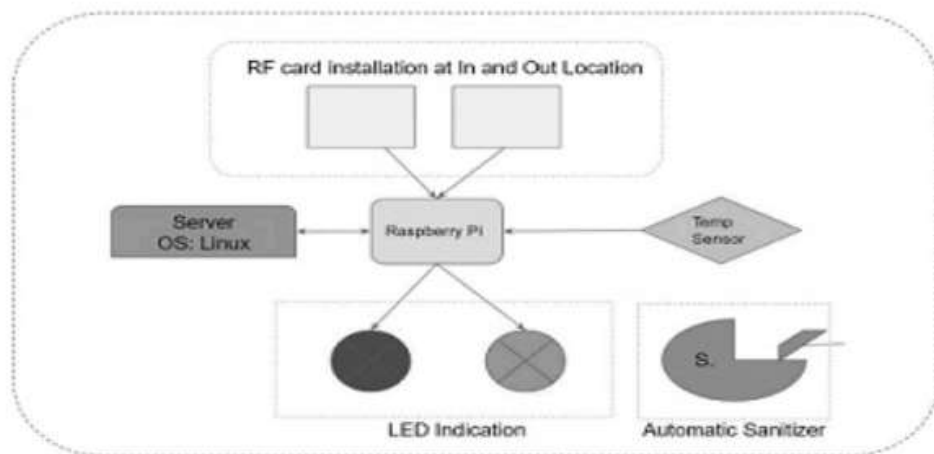 RF card installation at In and Out Location
Server
OS: Linux
Raspberry Pi
Temp
Sensor
S.
LED Indication
Automatic Sanitizer